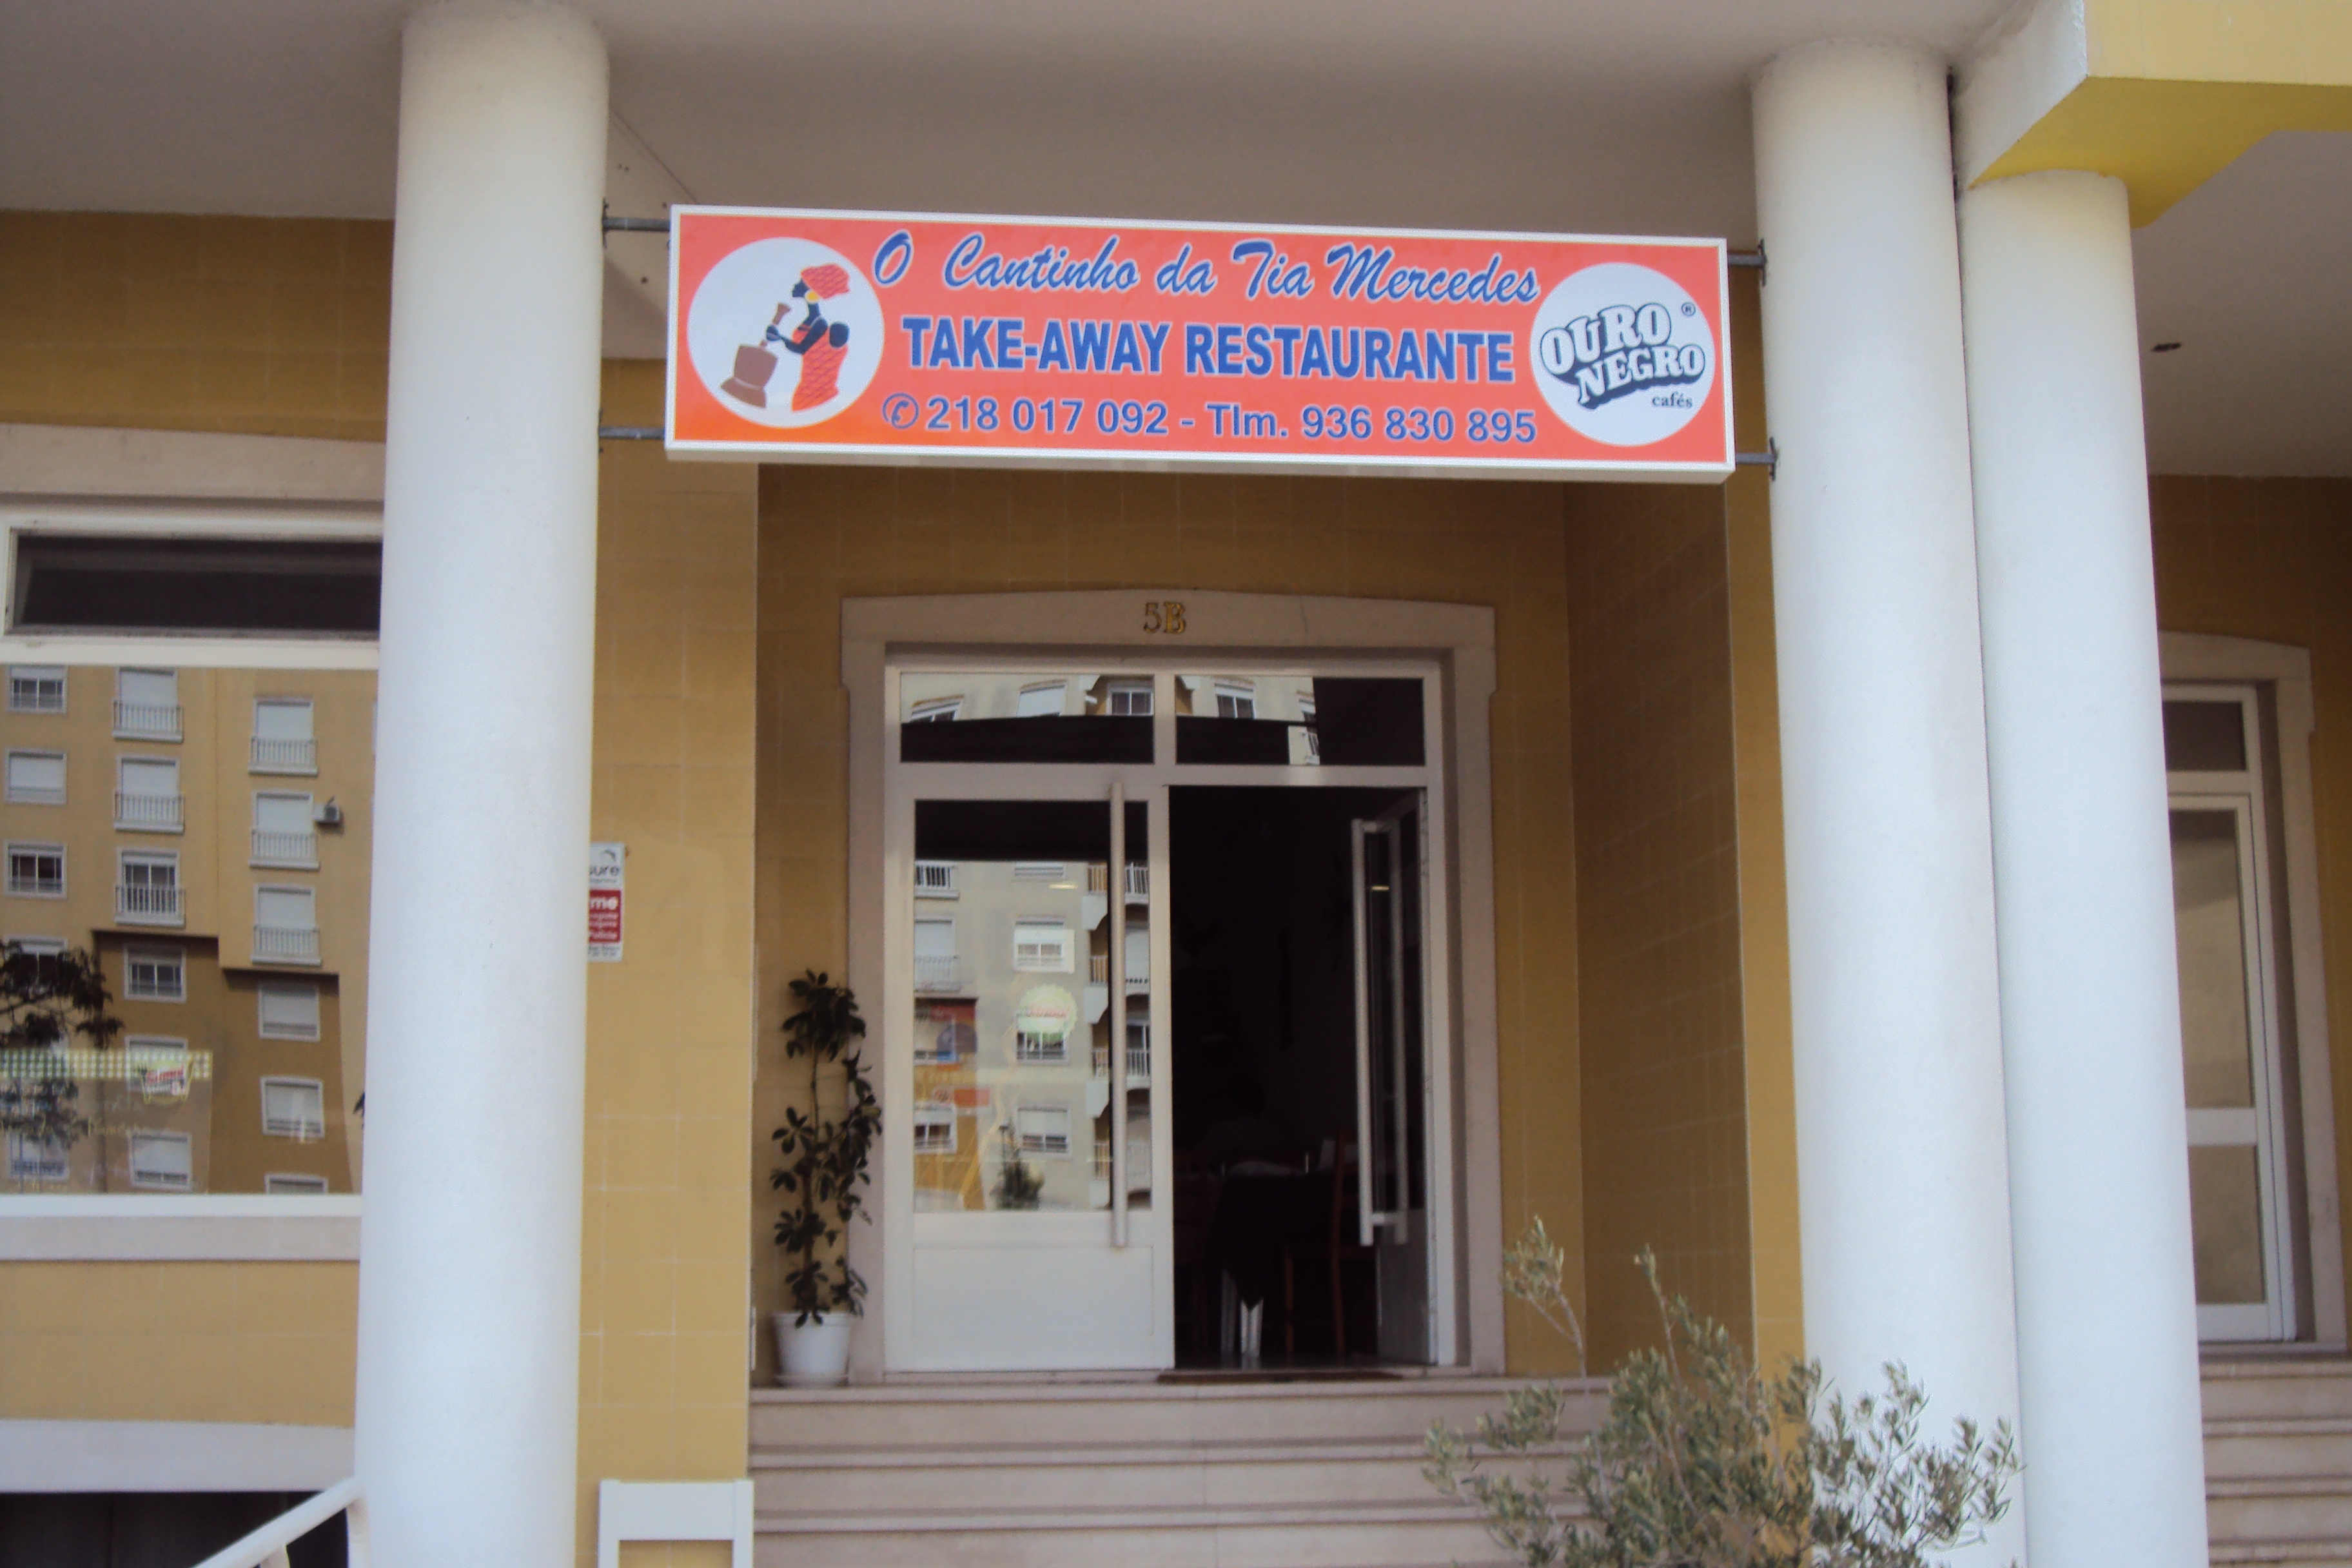 O Cantinho da Tia Mercedes
TAKE-AWAY RESTAURANTE
218 017 092 - Tlm. 936 830 895
OURO ®
NEGRO
cafés
5B